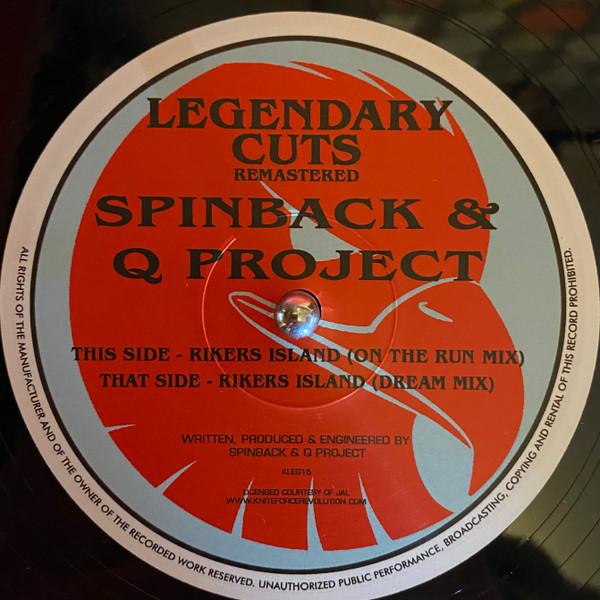 LEGENDARY
CUTS
REMASTERED
SPINBACK &
Q PROJECT
THIS SIDE - RIKERS ISLAND (ON THE RUN MIX)
THAT SIDE - RIKERS ISLAND (DREAM MIX)
WRITTEN, PRODUCED & ENGINEERED BY
SPINBACK & Q PROJECT
KLEG15
LICENSED COURTESY OF JAL
WWW.KNITEFORCEREVOLUTION.COM
ALL RIGHTS OF THE MANUFACTURER AND OF THE OWNER OF THE RECORDED WORK RESERVED. UNAUTHORIZED PUBLIC PERFORMANCE, BROADCASTING, COPYING AND RENTAL OF THIS RECORD PROHIBITED.